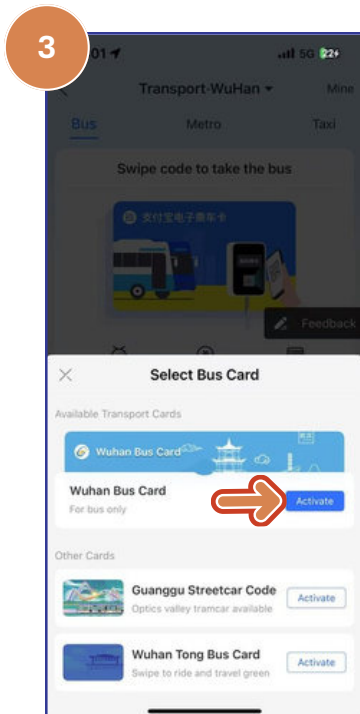 3
01
5G 22
Transport-WuHan
Mine
Bus
Metro
Taxi
Swipe code to take the bus
支付宝电子乘车卡
Feedback
Select Bus Card
Available Transport Cards
Wuhan Bus Card
Wuhan Bus Card
For bus only
Activate
Other Cards
Guanggu Streetcar Code
Optics valley tramcar available
Activate
Wuhan Tong Bus Card
Swipe to ride and travel green
Activate